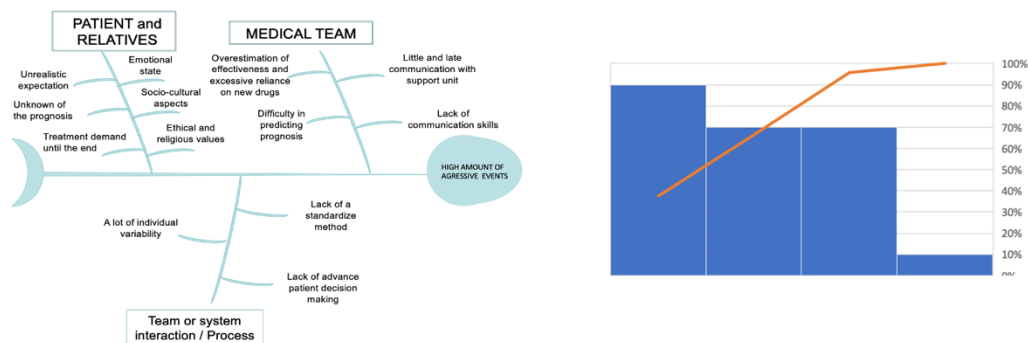 PATIENT and
RELATIVES
MEDICAL TEAM
Emotional
state
Unrealistic
expectation
Socio-cultural
aspects
Unknown of
the prognosis
Treatment demand
until the end
Ethical and
religious values
Overestimation of
effectiveness and
excessive reliance
on new drugs
Little and late
communication with
support unit
Difficulty in
predicting
prognosis
Lack of
communication skills
HIGH AMOUNT OF
AGRESSIVE EVENTS
A lot of individual
variability
Lack of a
standardize
method
Lack of advance
patient decision
making
Team or system
interaction / Process
100%
90%
80%
70%
60%
50%
40%
30%
20%
10%
0%